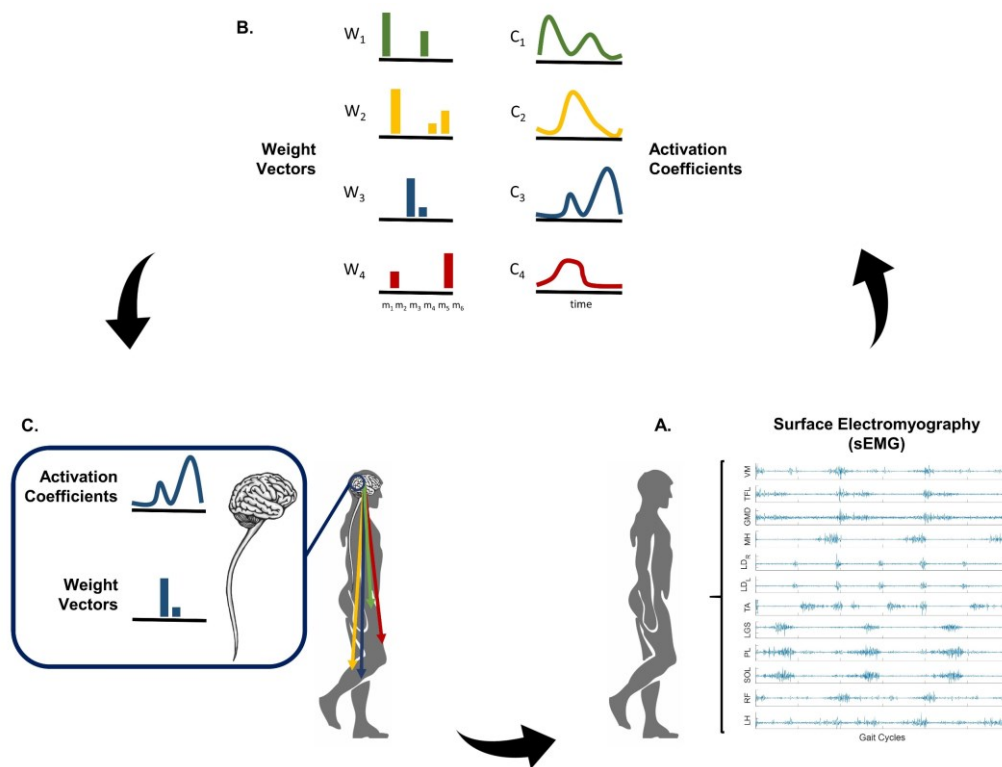 B.
W1
C1
W2
C2
Weight
Vectors
Activation
Coefficients
W3
C3
W4
C4
m1 m2 m3 m4 m5 m6
time
C.
Activation
Coefficients
Weight
Vectors
A.
Surface Electromyography
(sEMG)
VM
TFL
GMD
MH
LDR
LDL
TA
LGS
PL
SOL
RF
LH
Gait Cycles